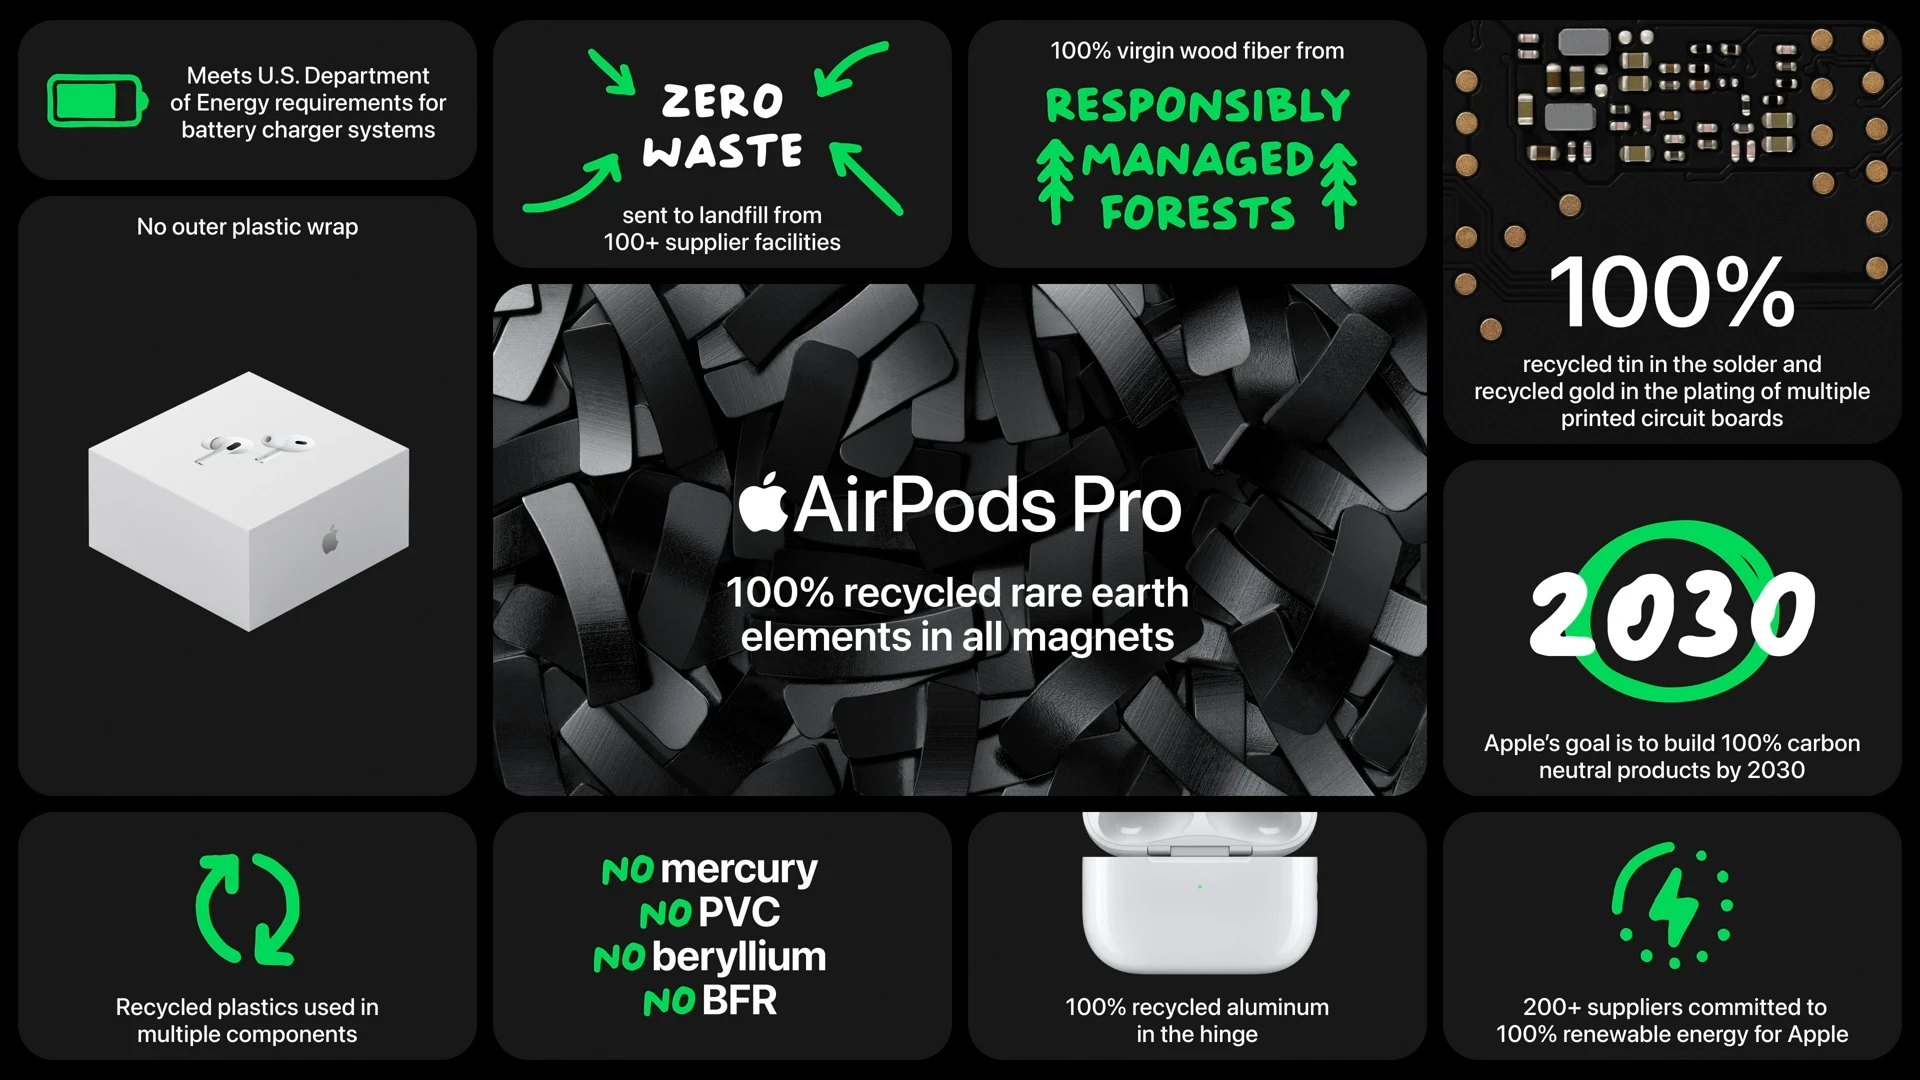 Meets U.S. Department
of Energy requirements for
battery charger systems
ZERO
WASTE
sent to landfill from
100+ supplier facilities
100% virgin wood fiber from
RESPONSIBLY
MANAGED
FORESTS
100%
recycled tin in the solder and
recycled gold in the plating of multiple
printed circuit boards
No outer plastic wrap
AirPods Pro
100% recycled rare earth
elements in all magnets
2030
Apple’s goal is to build 100% carbon
neutral products by 2030
Recycled plastics used in
multiple components
NO mercury
NO PVC
NO beryllium
NO BFR
100% recycled aluminum
in the hinge
200+ suppliers committed to
100% renewable energy for Apple